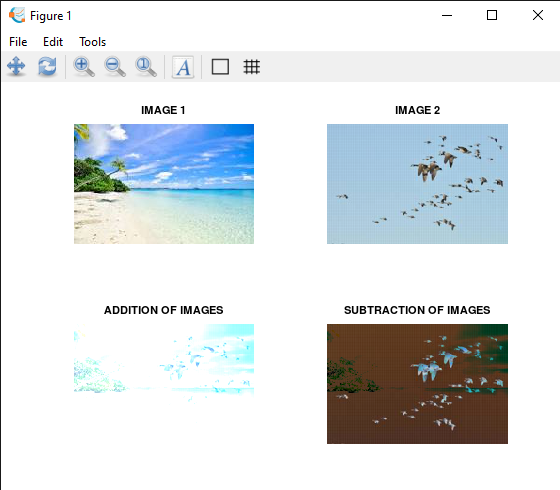 Figure 1
File Edit Tools
A
IMAGE 1 IMAGE 2
ADDITION OF IMAGES SUBTRACTION OF IMAGES